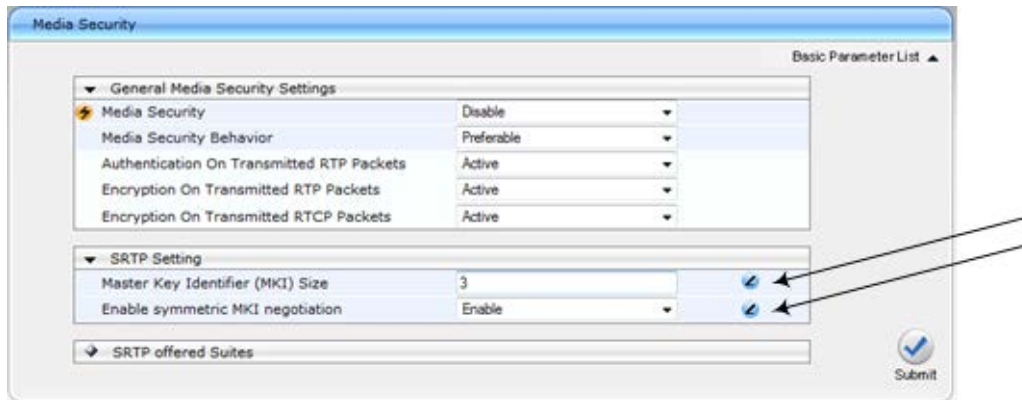 Media Security
Basic Parameter List
General Media Security Settings
Media Security Disable
Media Security Behavior Preferable
Authentication On Transmitted RTP Packets Active
Encryption On Transmitted RTP Packets Active
Encryption On Transmitted RTCP Packets Active
SRTP Setting
Master Key Identifier (MKI) Size 3
Enable symmetric MKI negotiation Enable
SRTP offered Suites
Submit